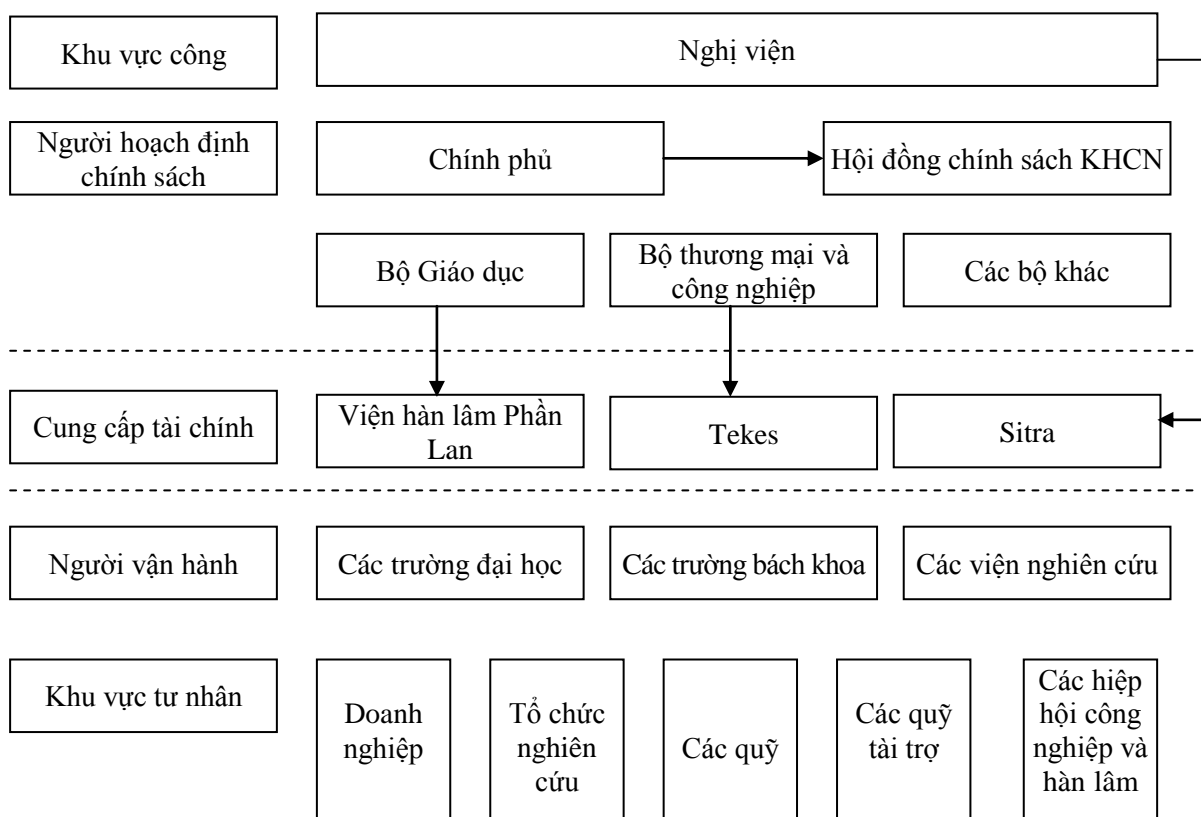 Khu vực công
Nghị viện
Người hoạch định
chính sách
Chính phủ
Hội đồng chính sách KHCN
Bộ Giáo dục
Bộ thương mại và
công nghiệp
Các bộ khác
Cung cấp tài chính
Viện hàn lâm Phần
Lan
Tekes
Sitra
Người vận hành
Các trường đại học
Các trường bách khoa
Các viện nghiên cứu
Khu vực tư nhân
Doanh
nghiệp
Tổ chức
nghiên
cứu
Các quỹ
Các quỹ
tài trợ
Các hiệp
hội công
nghiệp và
hàn lâm